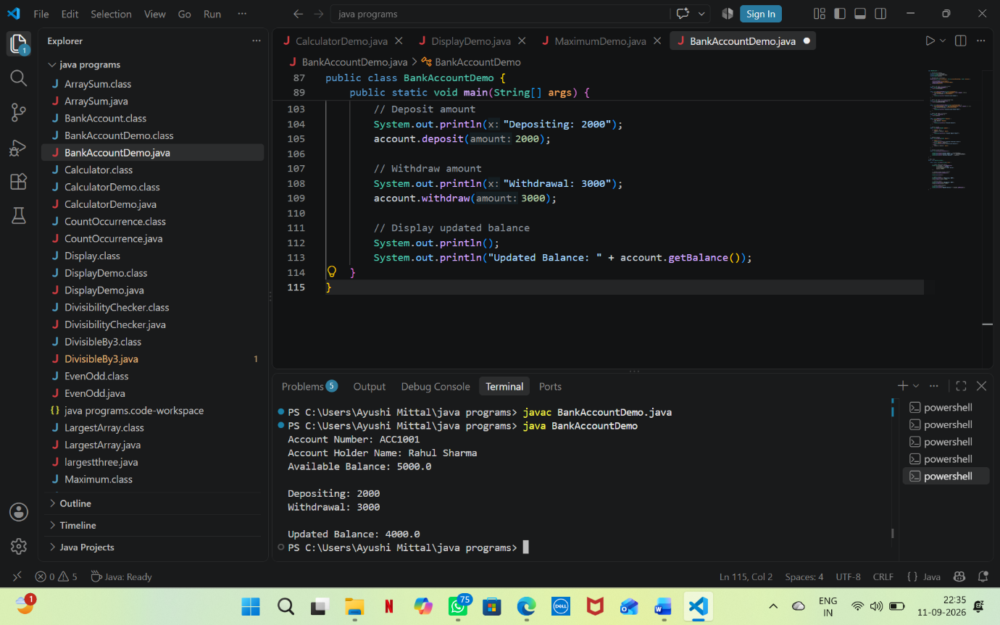 File Edit Selection View Go Run ··· java programs Sign In
Explorer ···
java programs
ArraySum.class
ArraySum.java
BankAccount.class
BankAccountDemo.class
BankAccountDemo.java
Calculator.class
CalculatorDemo.class
CalculatorDemo.java
CountOccurrence.class
CountOccurrence.java
Display.class
DisplayDemo.class
DisplayDemo.java
DivisibilityChecker.class
DivisibilityChecker.java
DivisibleBy3.class
DivisibleBy3.java 1
EvenOdd.class
EvenOdd.java
{} java programs.code-workspace
LargestArray.class
LargestArray.java
largestthree.java
Maximum.class
Outline
Timeline
Java Projects
1
CalculatorDemo.java DisplayDemo.java MaximumDemo.java BankAccountDemo.java
BankAccountDemo.java > BankAccountDemo
87 public class BankAccountDemo {
89 public static void main(String[] args) {
103 // Deposit amount
104 System.out.println(x: "Depositing: 2000");
105 account.deposit(amount: 2000);
106
107 // Withdraw amount
108 System.out.println(x: "Withdrawal: 3000");
109 account.withdraw(amount: 3000);
110
111 // Display updated balance
112 System.out.println();
113 System.out.println("Updated Balance: " + account.getBalance());
114 }
115 }
Problems 5 Output Debug Console Terminal Ports
PS C:\Users\Ayushi Mittal\java programs> javac BankAccountDemo.java
PS C:\Users\Ayushi Mittal\java programs> java BankAccountDemo
Account Number: ACC1001
Account Holder Name: Rahul Sharma
Available Balance: 5000.0
Depositing: 2000
Withdrawal: 3000
Updated Balance: 4000.0
PS C:\Users\Ayushi Mittal\java programs>
powershell
powershell
powershell
powershell
powershell
0 5 Java: Ready Ln 115, Col 2 Spaces: 4 UTF-8 CRLF {} Java
1 N 75 DELL ENG
IN
22:35
11-09-2026